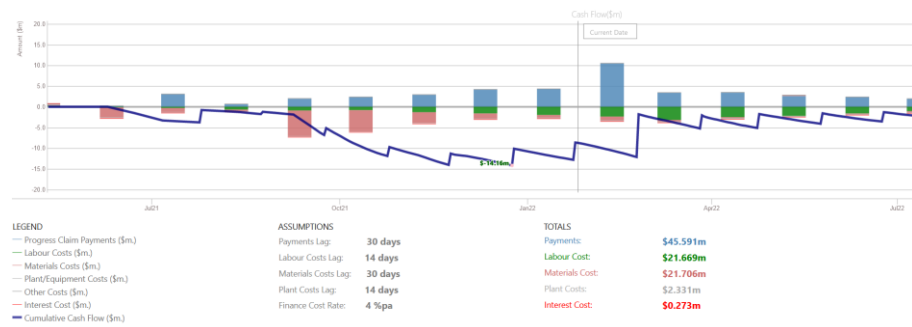 Cash Flow($m)
Current Date
Amount ($m)
20.0
15.0
10.0
5.0
0.0
-5.0
-10.0
-15.0
-20.0
$-14.16m
Jul21
Oct21
Jan22
Apr22
Jul22
LEGEND
Progress Claim Payments ($m.)
Labour Costs ($m.)
Materials Costs ($m.)
Plant/Equipment Costs ($m.)
Other Costs ($m.)
Interest Cost ($m.)
Cumulative Cash Flow ($m.)
ASSUMPTIONS
Payments Lag: 30 days
Labour Costs Lag: 14 days
Materials Costs Lag: 30 days
Plant Costs Lag: 14 days
Finance Cost Rate: 4 %pa
TOTALS
Payments: $45.591m
Labour Cost: $21.669m
Materials Cost: $21.706m
Plant Costs: $2.331m
Interest Cost: $0.273m